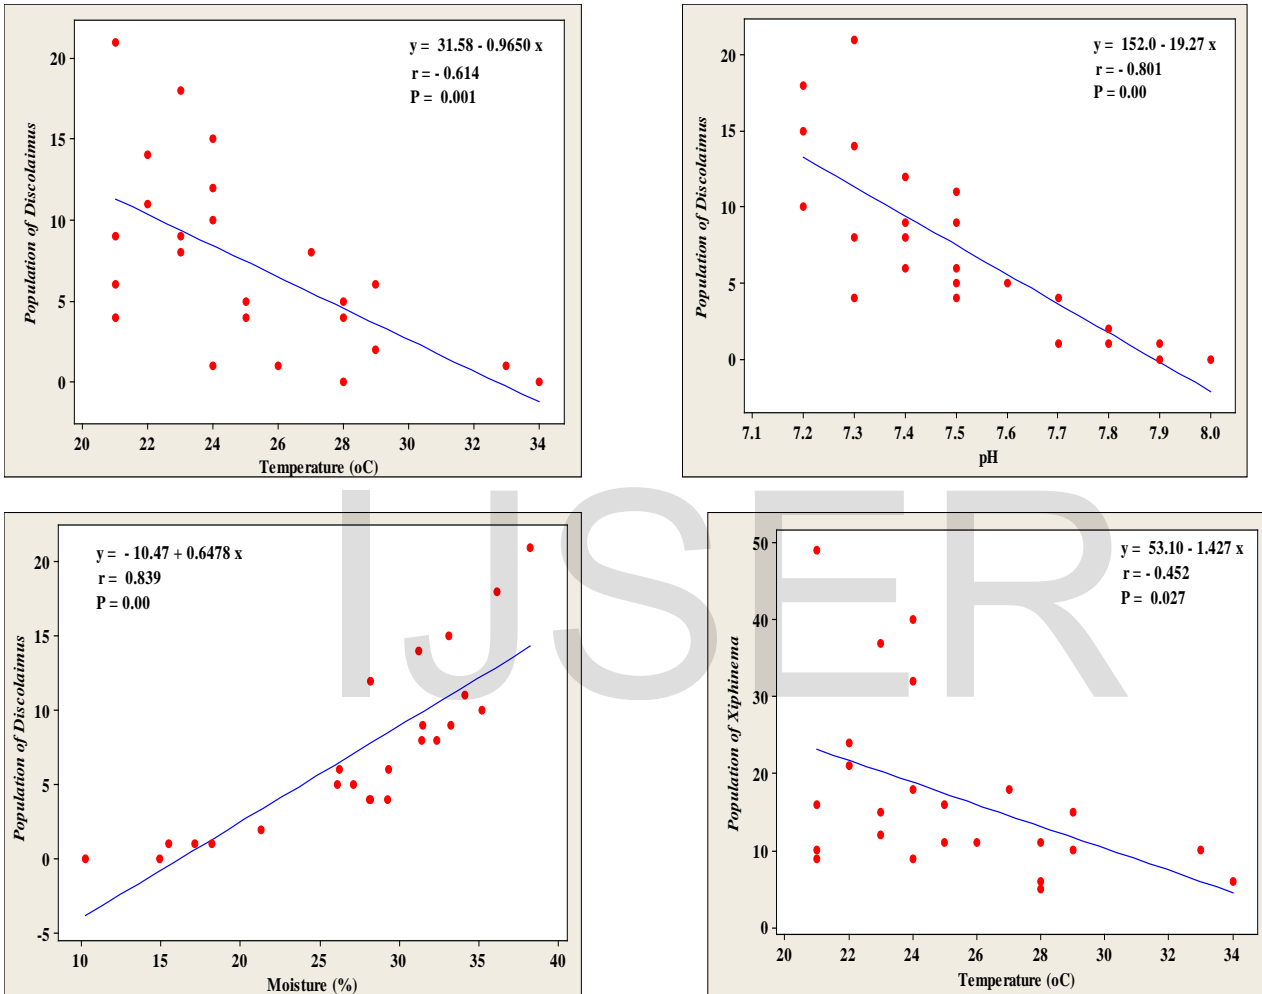 y = 31.58 - 0.9650 x
r = - 0.614
P = 0.001
Population of Discolaimus
20
15
10
5
0
20 22 24 26 28 30 32 34
Temperature (oC)
y = 152.0 - 19.27 x
r = - 0.801
P = 0.00
Population of Discolaimus
20
15
10
5
0
7.1 7.2 7.3 7.4 7.5 7.6 7.7 7.8 7.9 8.0
pH
y = - 10.47 + 0.6478 x
r = 0.839
P = 0.00
Population of Discolaimus
20
15
10
5
0
-5
10 15 20 25 30 35 40
Moisture (%)
y = 53.10 - 1.427 x
r = - 0.452
P = 0.027
Population of Xiphinema
50
40
30
20
10
0
20 22 24 26 28 30 32 34
Temperature (oC)
IJSER